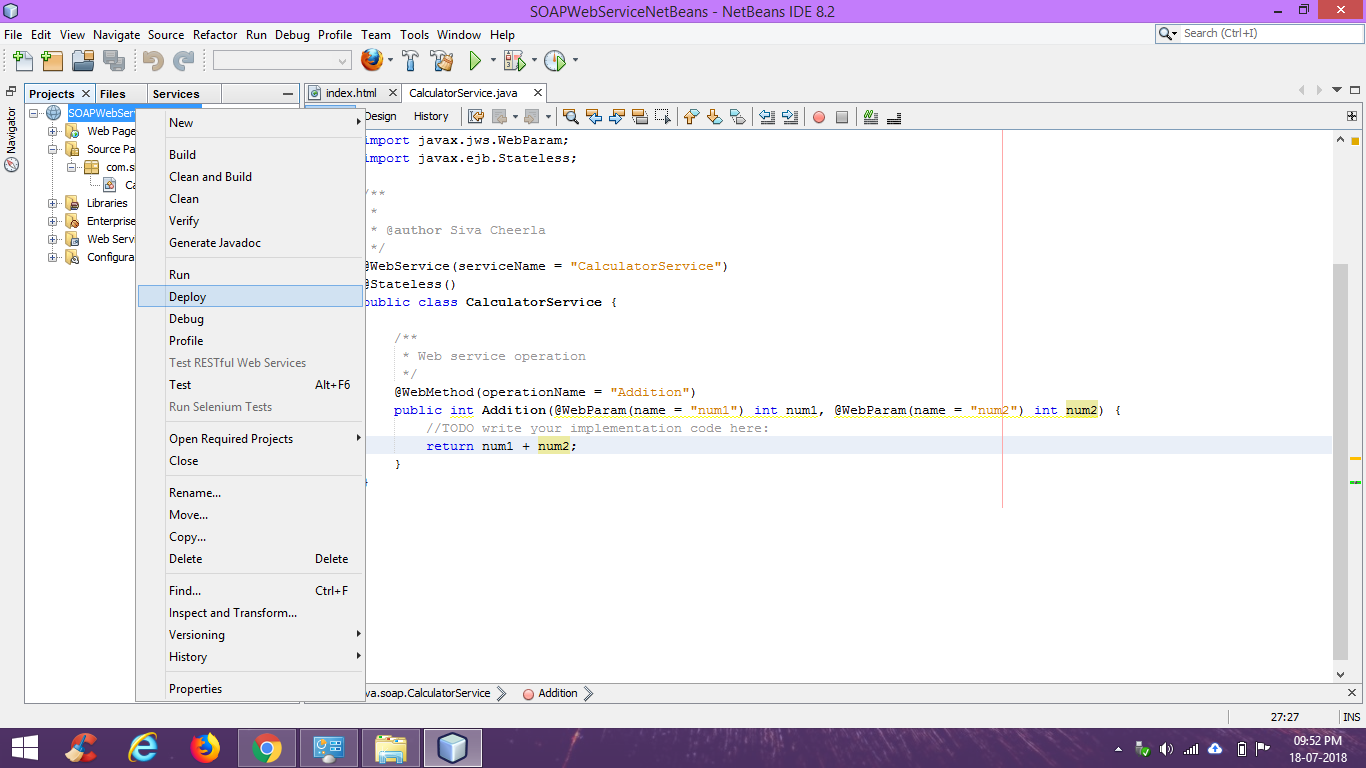 SOAPWebServiceNetBeans - NetBeans IDE 8.2
File Edit View Navigate Source Refactor Run Debug Profile Team Tools Window Help
Search (Ctrl+I)
Projects Files Services
index.html CalculatorService.java
Navigator
Design History
SOAPWebSer
Web Page
Source Pa
com.s
Ca
Libraries
Enterprise
Web Servi
Configura
New
Build
Clean and Build
Clean
Verify
Generate Javadoc
Run
Deploy
Debug
Profile
Test RESTful Web Services
Test Alt+F6
Run Selenium Tests
Open Required Projects
Close
Rename...
Move...
Copy...
Delete Delete
Find... Ctrl+F
Inspect and Transform...
Versioning
History
Properties
import javax.jws.WebParam;
import javax.ejb.Stateless;
/**
*
* @author Siva Cheerla
*/
@WebService(serviceName = "CalculatorService")
@Stateless()
public class CalculatorService {
/**
* Web service operation
*/
@WebMethod(operationName = "Addition")
public int Addition(@WebParam(name = "num1") int num1, @WebParam(name = "num2") int num2) {
//TODO write your implementation code here:
return num1 + num2;
}
}
va.soap.CalculatorService Addition
27:27 INS
09:52 PM
18-07-2018